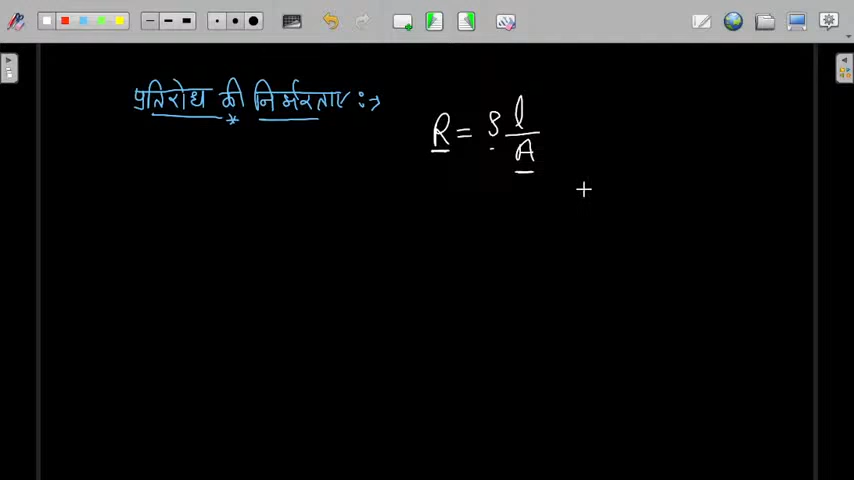 प्रतिरोध की निर्भरताए :→
R = ρ l/A